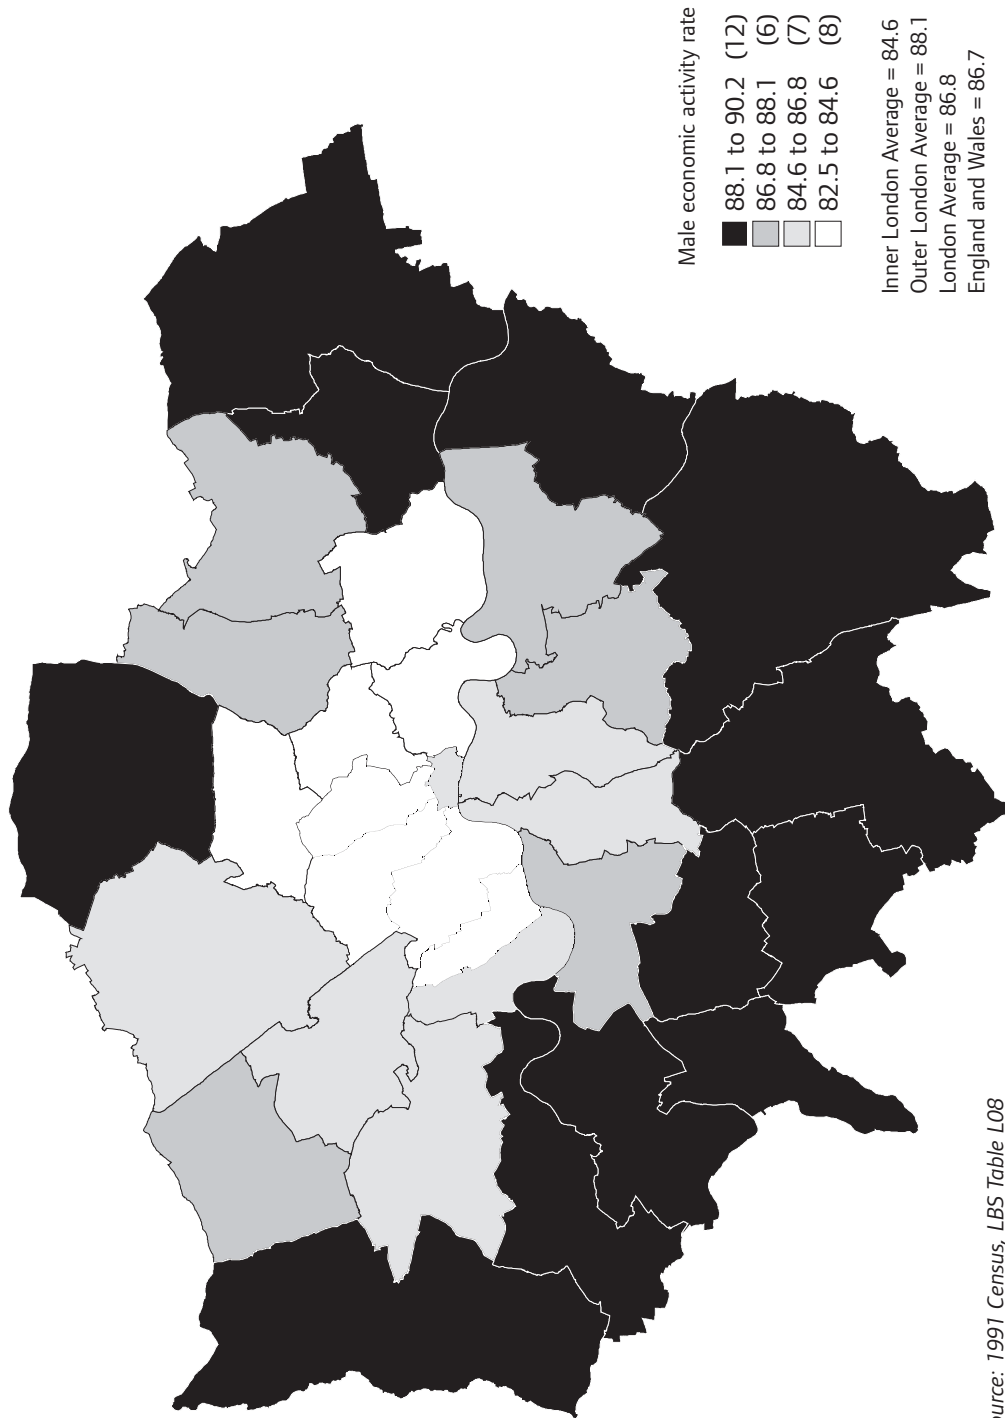 Male economic activity rate
88.1 to 90.2 (12)
86.8 to 88.1 (6)
84.6 to 86.8 (7)
82.5 to 84.6 (8)
Inner London Average = 84.6
Outer London Average = 88.1
London Average = 86.8
England and Wales = 86.7
ource: 1991 Census, LBS Table L08